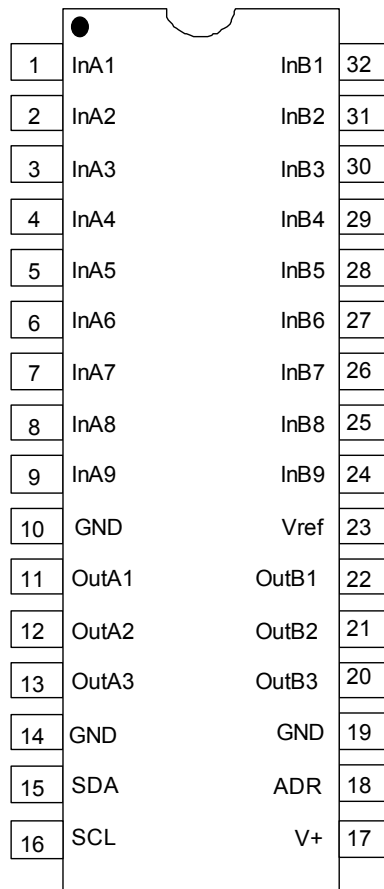 1 InA1 InB1 32
2 InA2 InB2 31
3 InA3 InB3 30
4 InA4 InB4 29
5 InA5 InB5 28
6 InA6 InB6 27
7 InA7 InB7 26
8 InA8 InB8 25
9 InA9 InB9 24
10 GND Vref 23
11 OutA1 OutB1 22
12 OutA2 OutB2 21
13 OutA3 OutB3 20
14 GND GND 19
15 SDA ADR 18
16 SCL V+ 17